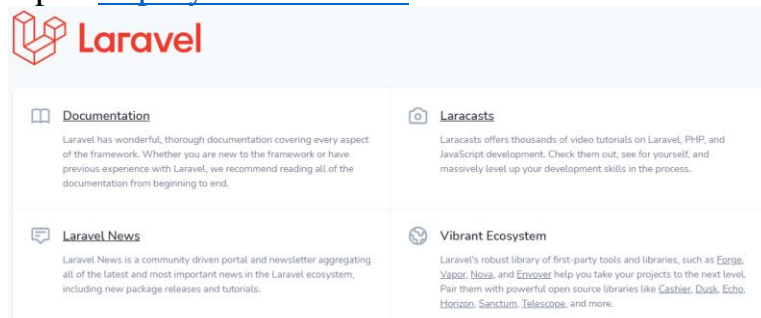 Laravel
Documentation
Laravel has wonderful, thorough documentation covering every aspect
of the framework. Whether you are new to the framework or have
previous experience with Laravel, we recommend reading all of the
documentation from beginning to end.
Laracasts
Laracasts offers thousands of video tutorials on Laravel, PHP, and
JavaScript development. Check them out, see for yourself, and
massively level up your development skills in the process.
Laravel News
Laravel News is a community driven portal and newsletter aggregating
all of the latest and most important news in the Laravel ecosystem,
including new package releases and tutorials.
Vibrant Ecosystem
Laravel's robust library of first-party tools and libraries, such as Forge,
Vapor, Nova, and Envoyer help you take your projects to the next level.
Pair them with powerful open source libraries like Cashier, Dusk, Echo,
Horizon, Sanctum, Telescope, and more.